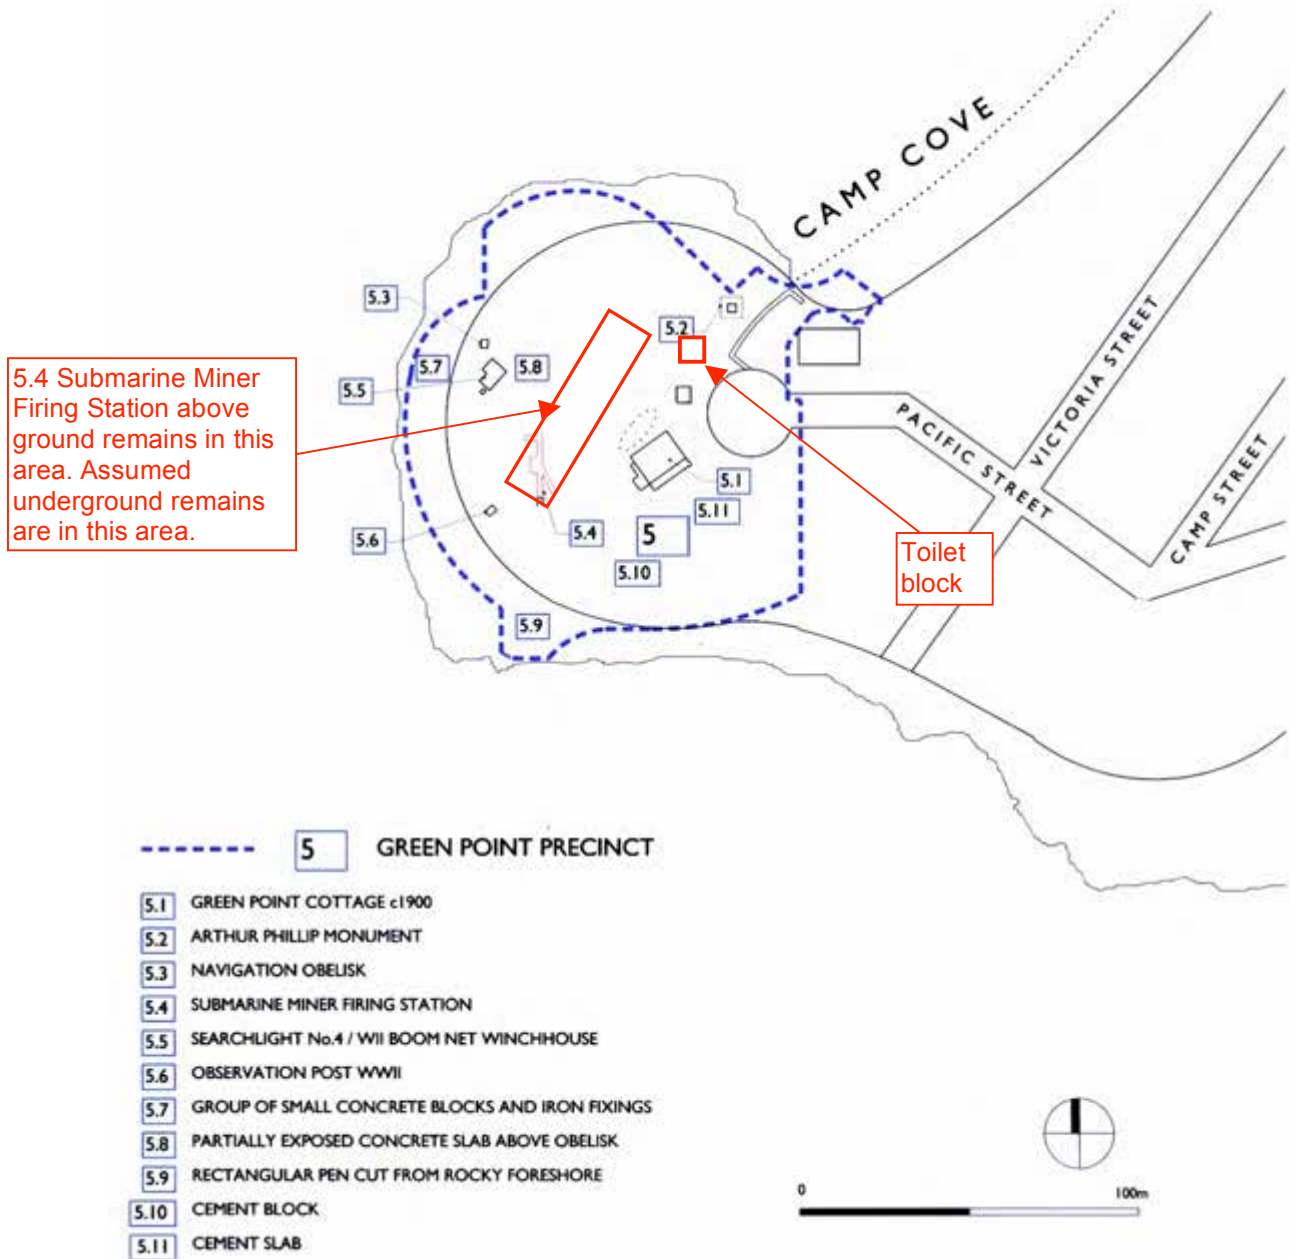 CAMP COVE
5.3
5.2
5.7
5.8
5.5
5.4 Submarine Miner
Firing Station above
ground remains in this
area. Assumed
underground remains
are in this area.
VICTORIA STREET
PACIFIC STREET
CAMP STREET
5.1
5.11
5
5.4
5.6
5.10
Toilet
block
5.9
5 GREEN POINT PRECINCT
5.1 GREEN POINT COTTAGE c1900
5.2 ARTHUR PHILLIP MONUMENT
5.3 NAVIGATION OBELISK
5.4 SUBMARINE MINER FIRING STATION
5.5 SEARCHLIGHT No.4 / WII BOOM NET WINCHHOUSE
5.6 OBSERVATION POST WWII
5.7 GROUP OF SMALL CONCRETE BLOCKS AND IRON FIXINGS
5.8 PARTIALLY EXPOSED CONCRETE SLAB ABOVE OBELISK
5.9 RECTANGULAR PEN CUT FROM ROCKY FORESHORE
5.10 CEMENT BLOCK
5.11 CEMENT SLAB
0 100m